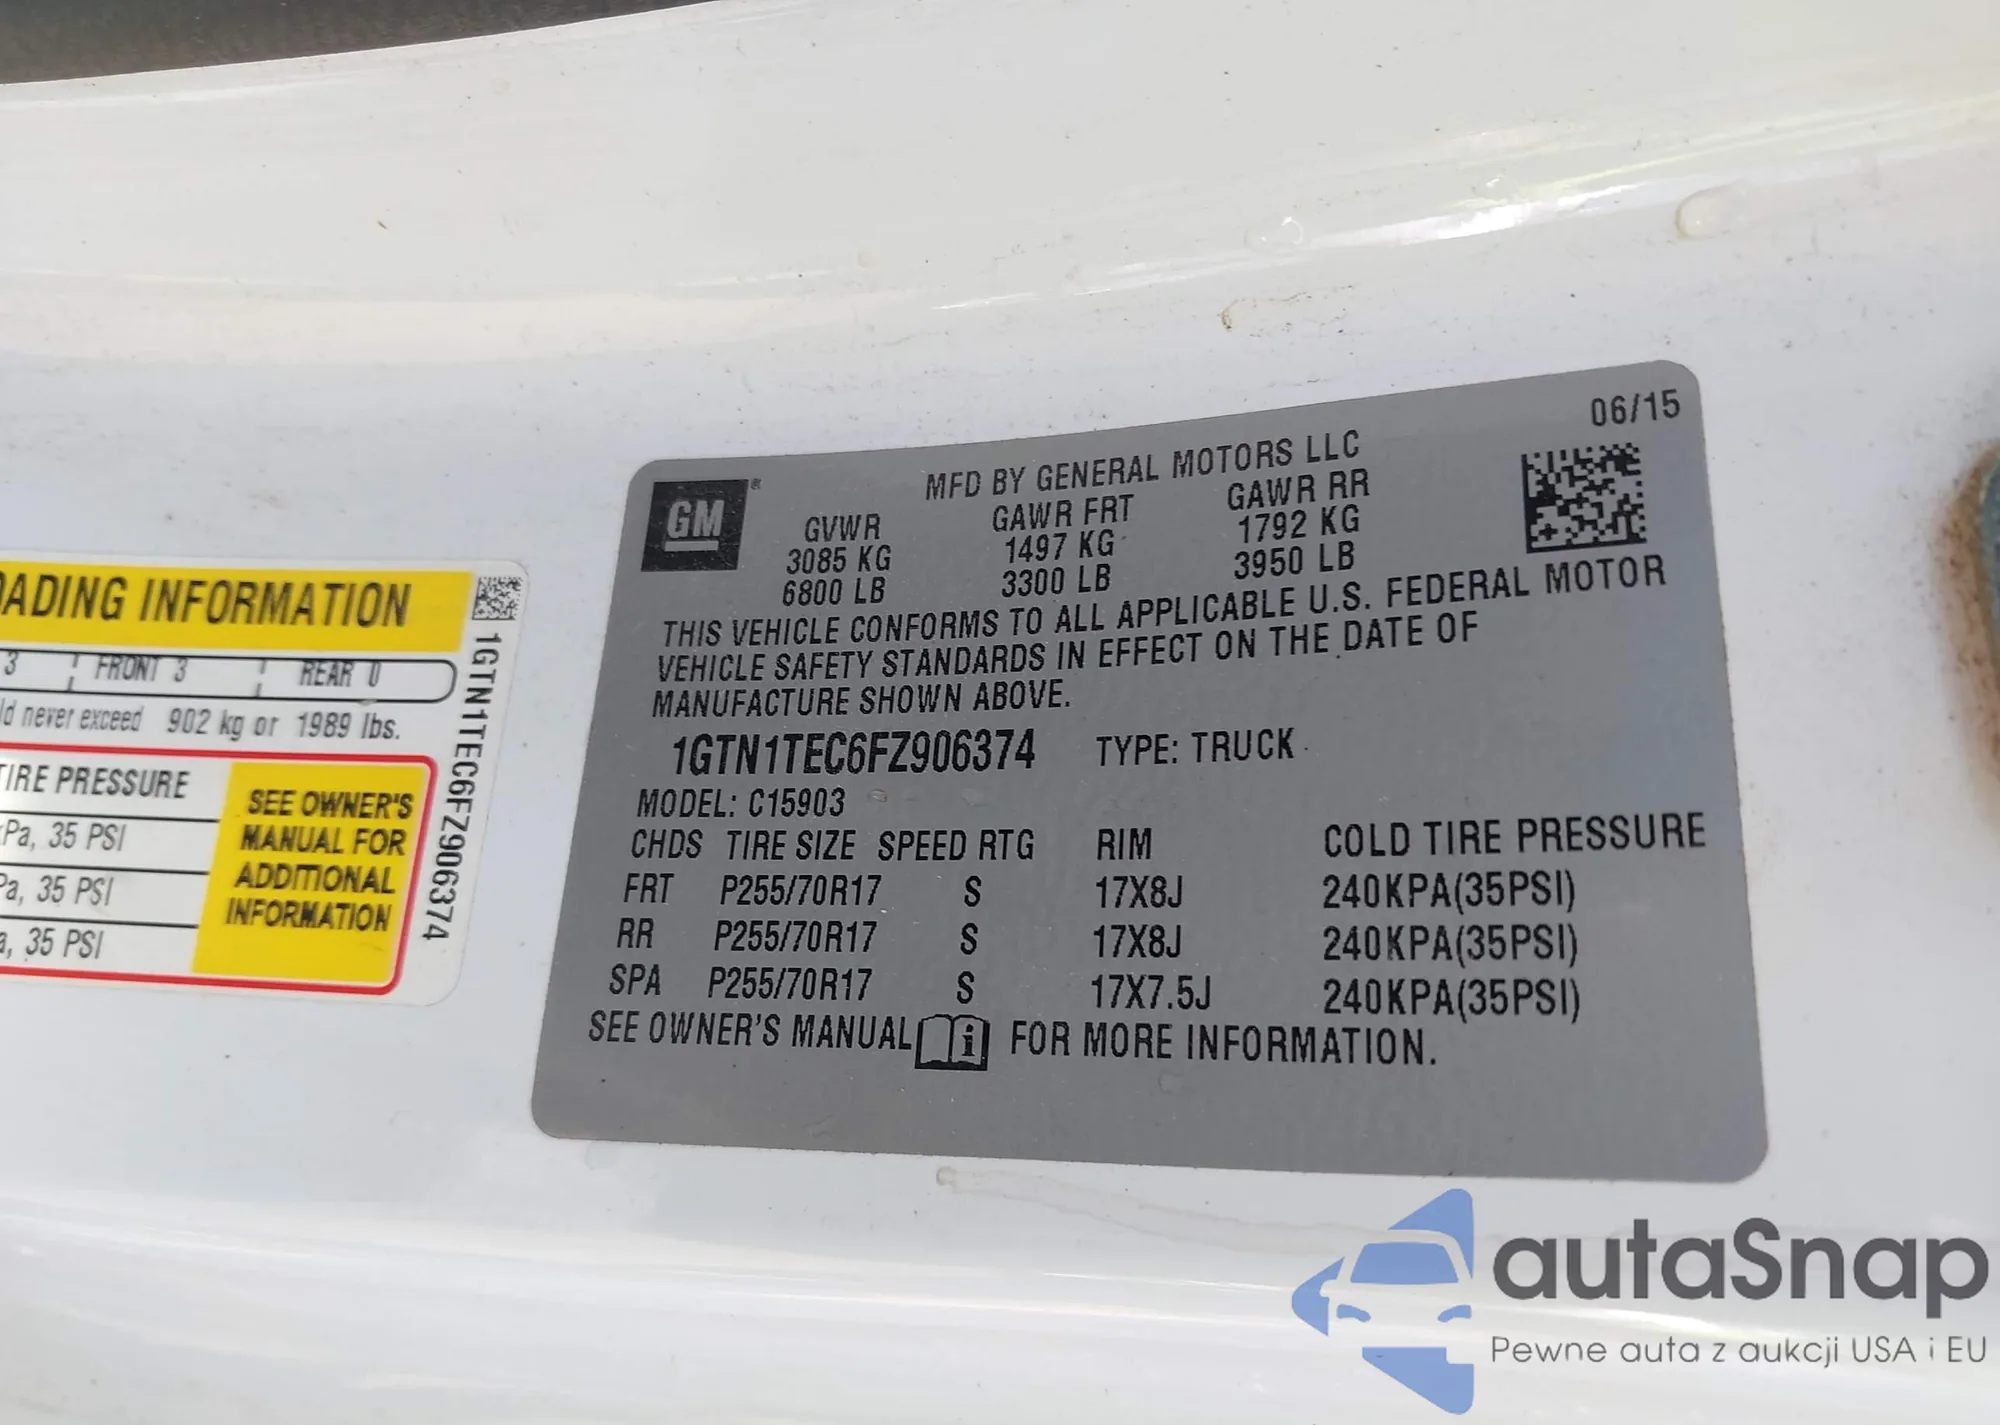 ADING INFORMATION
3 FRONT 3 REAR 0
ld never exceed 902 kg or 1989 lbs.
TIRE PRESSURE
kPa, 35 PSI
Pa, 35 PSI
a, 35 PSI
SEE OWNER'S
MANUAL FOR
ADDITIONAL
INFORMATION
1GTN1TEC6FZ906374
06/15
GM®
MFD BY GENERAL MOTORS LLC
GVWR GAWR FRT GAWR RR
3085 KG 1497 KG 1792 KG
6800 LB 3300 LB 3950 LB
THIS VEHICLE CONFORMS TO ALL APPLICABLE U.S. FEDERAL MOTOR
VEHICLE SAFETY STANDARDS IN EFFECT ON THE DATE OF
MANUFACTURE SHOWN ABOVE.
1GTN1TEC6FZ906374 TYPE: TRUCK
MODEL: C15903
CHDS TIRE SIZE SPEED RTG RIM COLD TIRE PRESSURE
FRT P255/70R17 S 17X8J 240KPA(35PSI)
RR P255/70R17 S 17X8J 240KPA(35PSI)
SPA P255/70R17 S 17X7.5J 240KPA(35PSI)
SEE OWNER'S MANUAL i FOR MORE INFORMATION.
autaSnap
Pewne auta z aukcji USA i EU